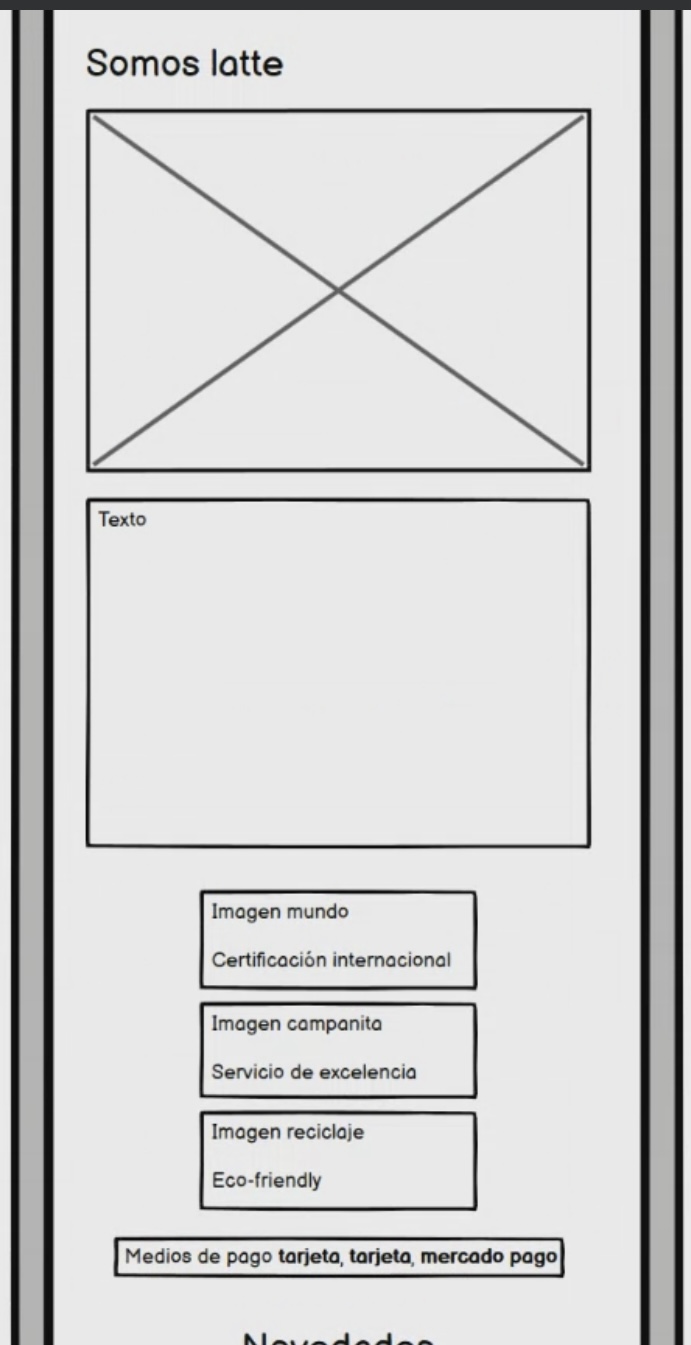 Somos latte
Texto
Imagen mundo
Certificación internacional
Imagen campanita
Servicio de excelencia
Imagen reciclaje
Eco-friendly
Medios de pago tarjeta, tarjeta, mercado pago